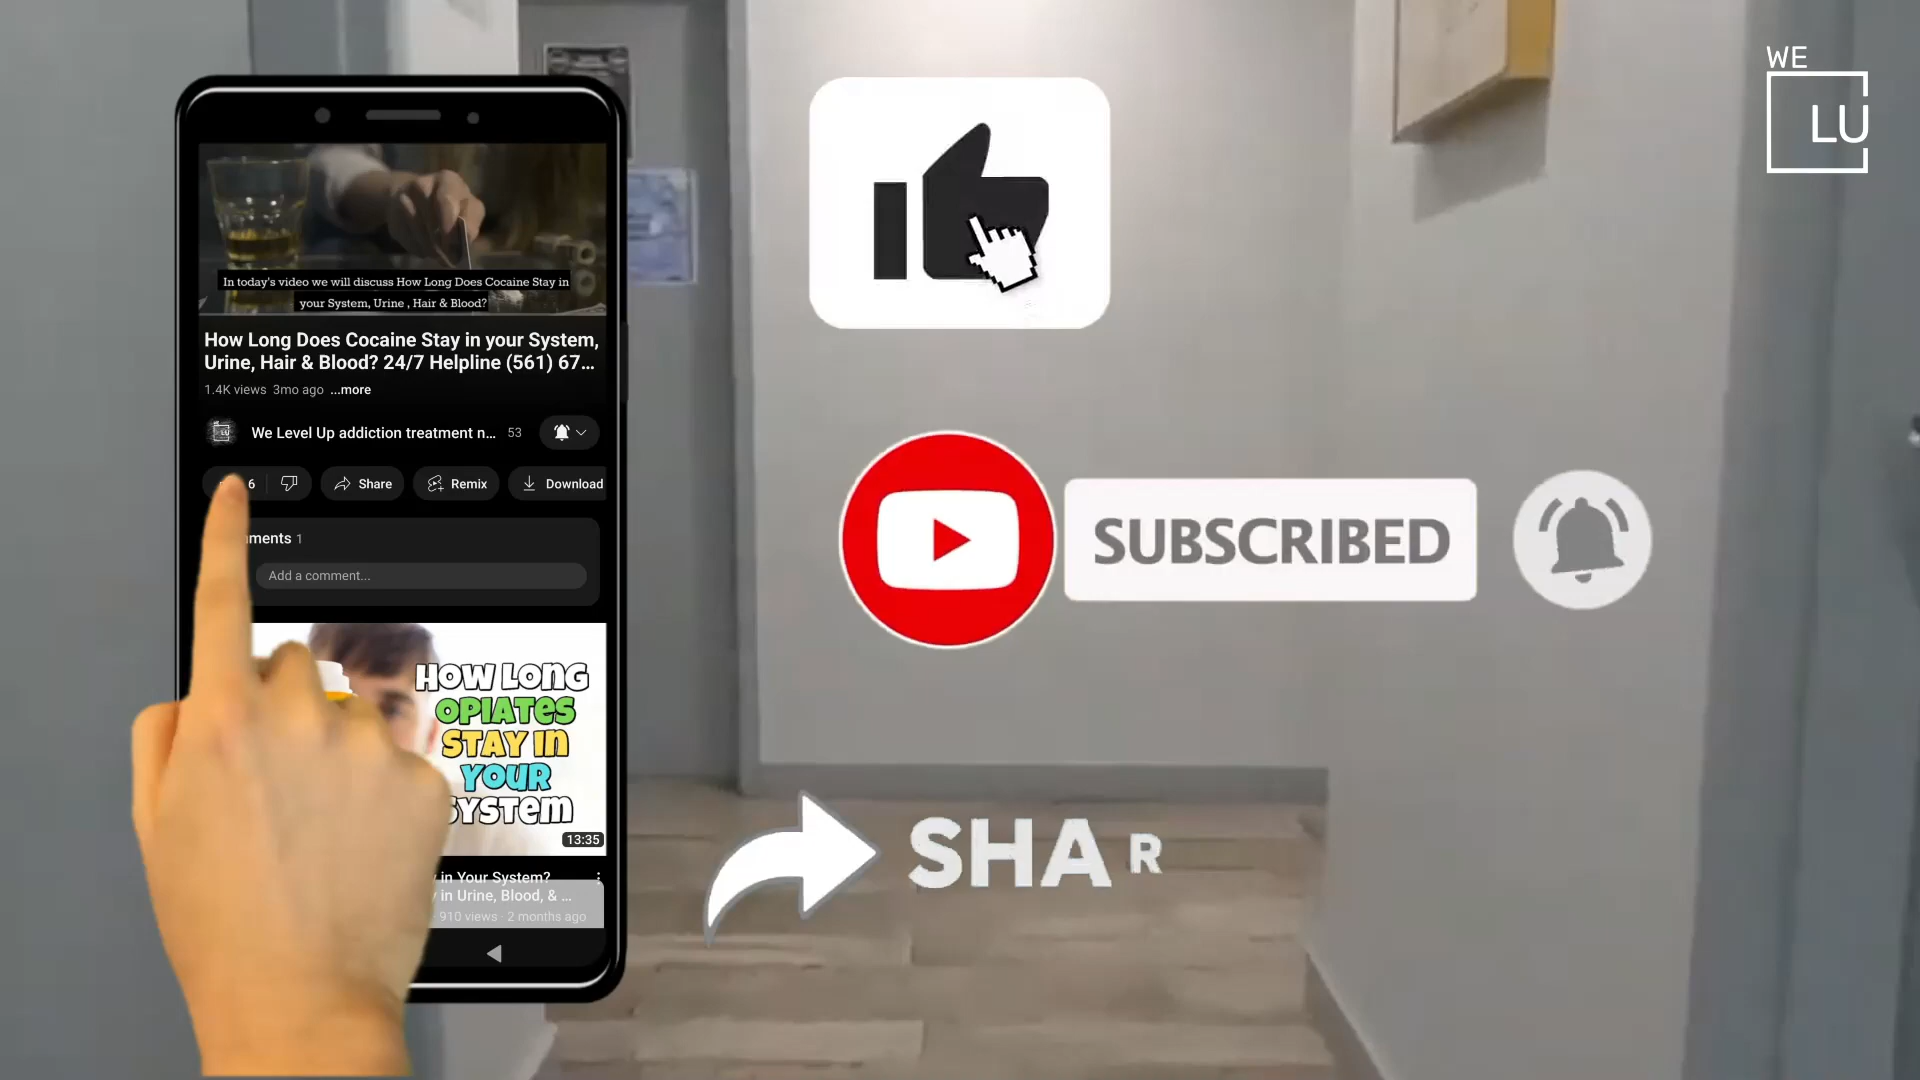 WE
LU
In today's video we will discuss How Long Does Cocaine Stay in
your System, Urine , Hair & Blood?
How Long Does Cocaine Stay in your System,
Urine, Hair & Blood? 24/7 Helpline (561) 67...
1.4K views 3mo ago ...more
We Level Up addiction treatment n... 53
6 Share Remix Download
ments 1
Add a comment...
HOW LONG
OPIATES
STAY IN
YOUR
SYSTEM
13:35
in Your System?
in Urine, Blood, & ...
910 views · 2 months ago
SUBSCRIBED
SHAR